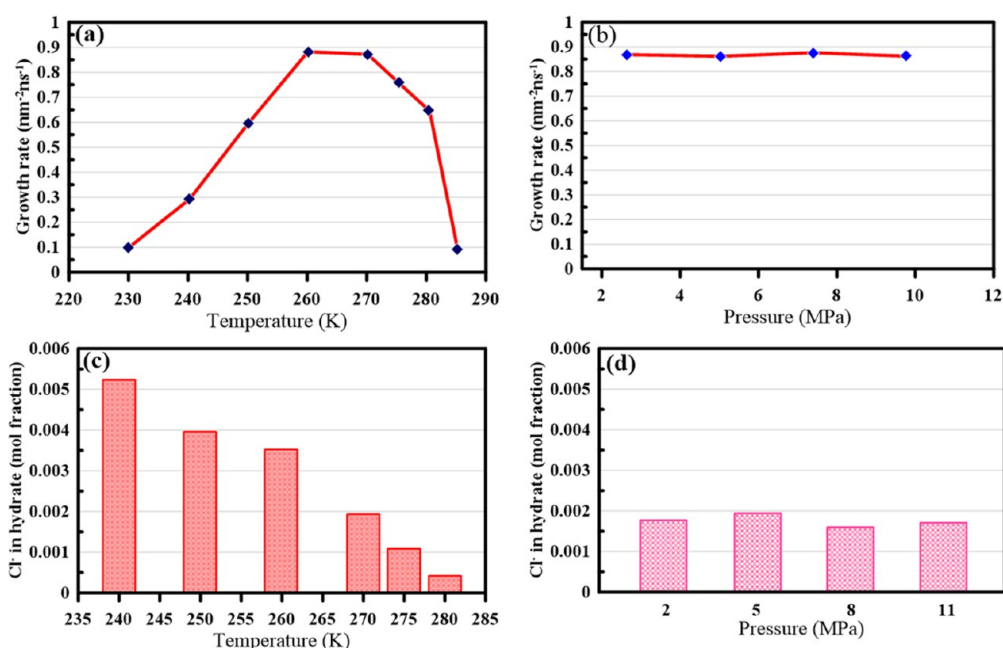 (a)
Growth rate (nm⁻²ns⁻¹)
1
0.9
0.8
0.7
0.6
0.5
0.4
0.3
0.2
0.1
0
220 230 240 250 260 270 280 290
Temperature (K)
(b)
Growth rate (nm⁻²ns⁻¹)
1
0.9
0.8
0.7
0.6
0.5
0.4
0.3
0.2
0.1
0
2 4 6 8 10 12
Pressure (MPa)
(c)
Cl⁻ in hydrate (mol fraction)
0.006
0.005
0.004
0.003
0.002
0.001
0
235 240 245 250 255 260 265 270 275 280 285
Temperature (K)
(d)
Cl⁻ in hydrate (mol fraction)
0.006
0.005
0.004
0.003
0.002
0.001
0
2 5 8 11
Pressure (MPa)